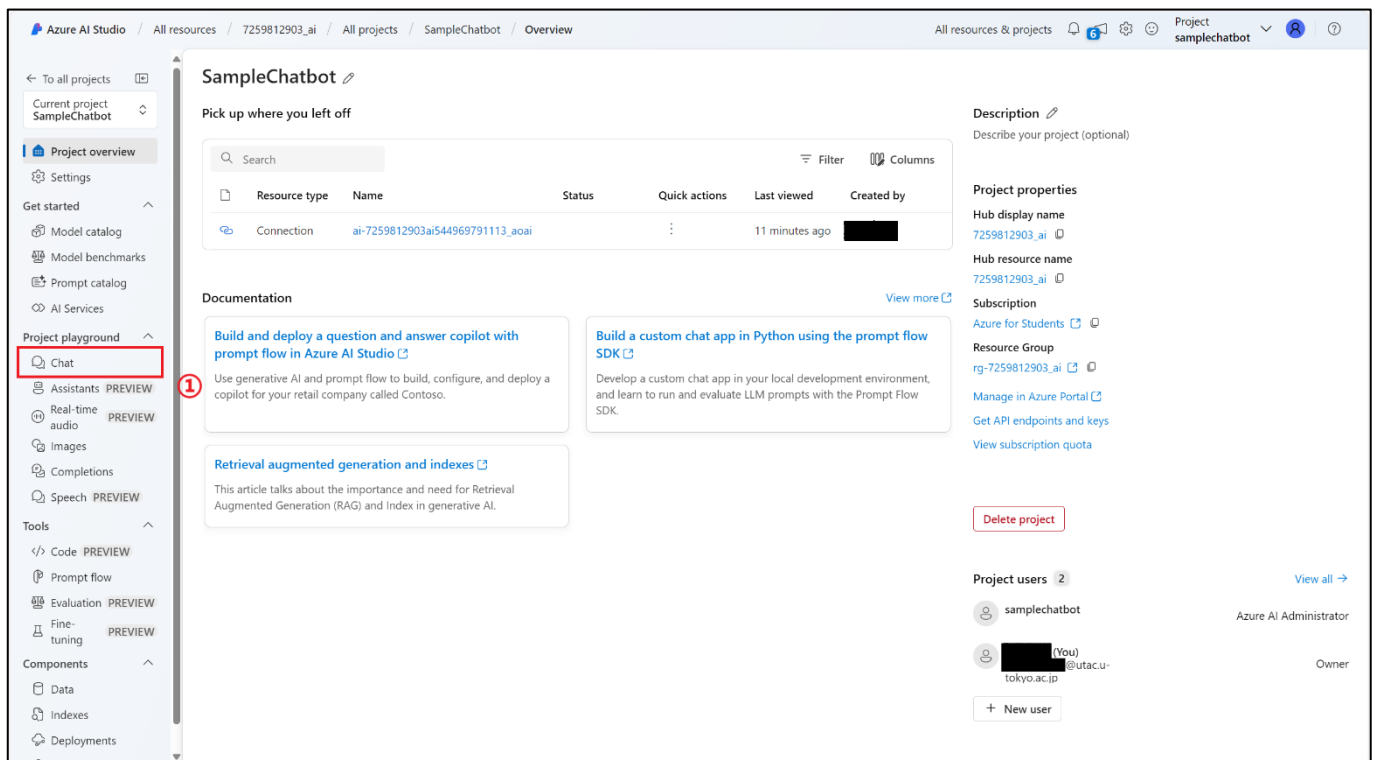 Azure AI Studio / All resources / 7259812903_ai / All projects / SampleChatbot / Overview
All resources & projects 6 Project samplechatbot
To all projects
Current project
SampleChatbot
Project overview
Settings
Get started
Model catalog
Model benchmarks
Prompt catalog
AI Services
Project playground
Chat
①
Assistants PREVIEW
Real-time audio PREVIEW
Images
Completions
Speech PREVIEW
Tools
Code PREVIEW
Prompt flow
Evaluation PREVIEW
Fine-tuning PREVIEW
Components
Data
Indexes
Deployments
SampleChatbot
Pick up where you left off
Search
Filter
Columns
Resource type Name Status Quick actions Last viewed Created by
Connection ai-7259812903ai544969791113_aoai 11 minutes ago
Documentation
View more
Build and deploy a question and answer copilot with
prompt flow in Azure AI Studio
Use generative AI and prompt flow to build, configure, and deploy a
copilot for your retail company called Contoso.
Build a custom chat app in Python using the prompt flow
SDK
Develop a custom chat app in your local development environment,
and learn to run and evaluate LLM prompts with the Prompt Flow
SDK.
Retrieval augmented generation and indexes
This article talks about the importance and need for Retrieval
Augmented Generation (RAG) and Index in generative AI.
Description
Describe your project (optional)
Project properties
Hub display name
7259812903_ai
Hub resource name
7259812903_ai
Subscription
Azure for Students
Resource Group
rg-7259812903_ai
Manage in Azure Portal
Get API endpoints and keys
View subscription quota
Delete project
Project users 2
View all
samplechatbot
Azure AI Administrator
(You)
@utac.u-
tokyo.ac.jp
Owner
+ New user